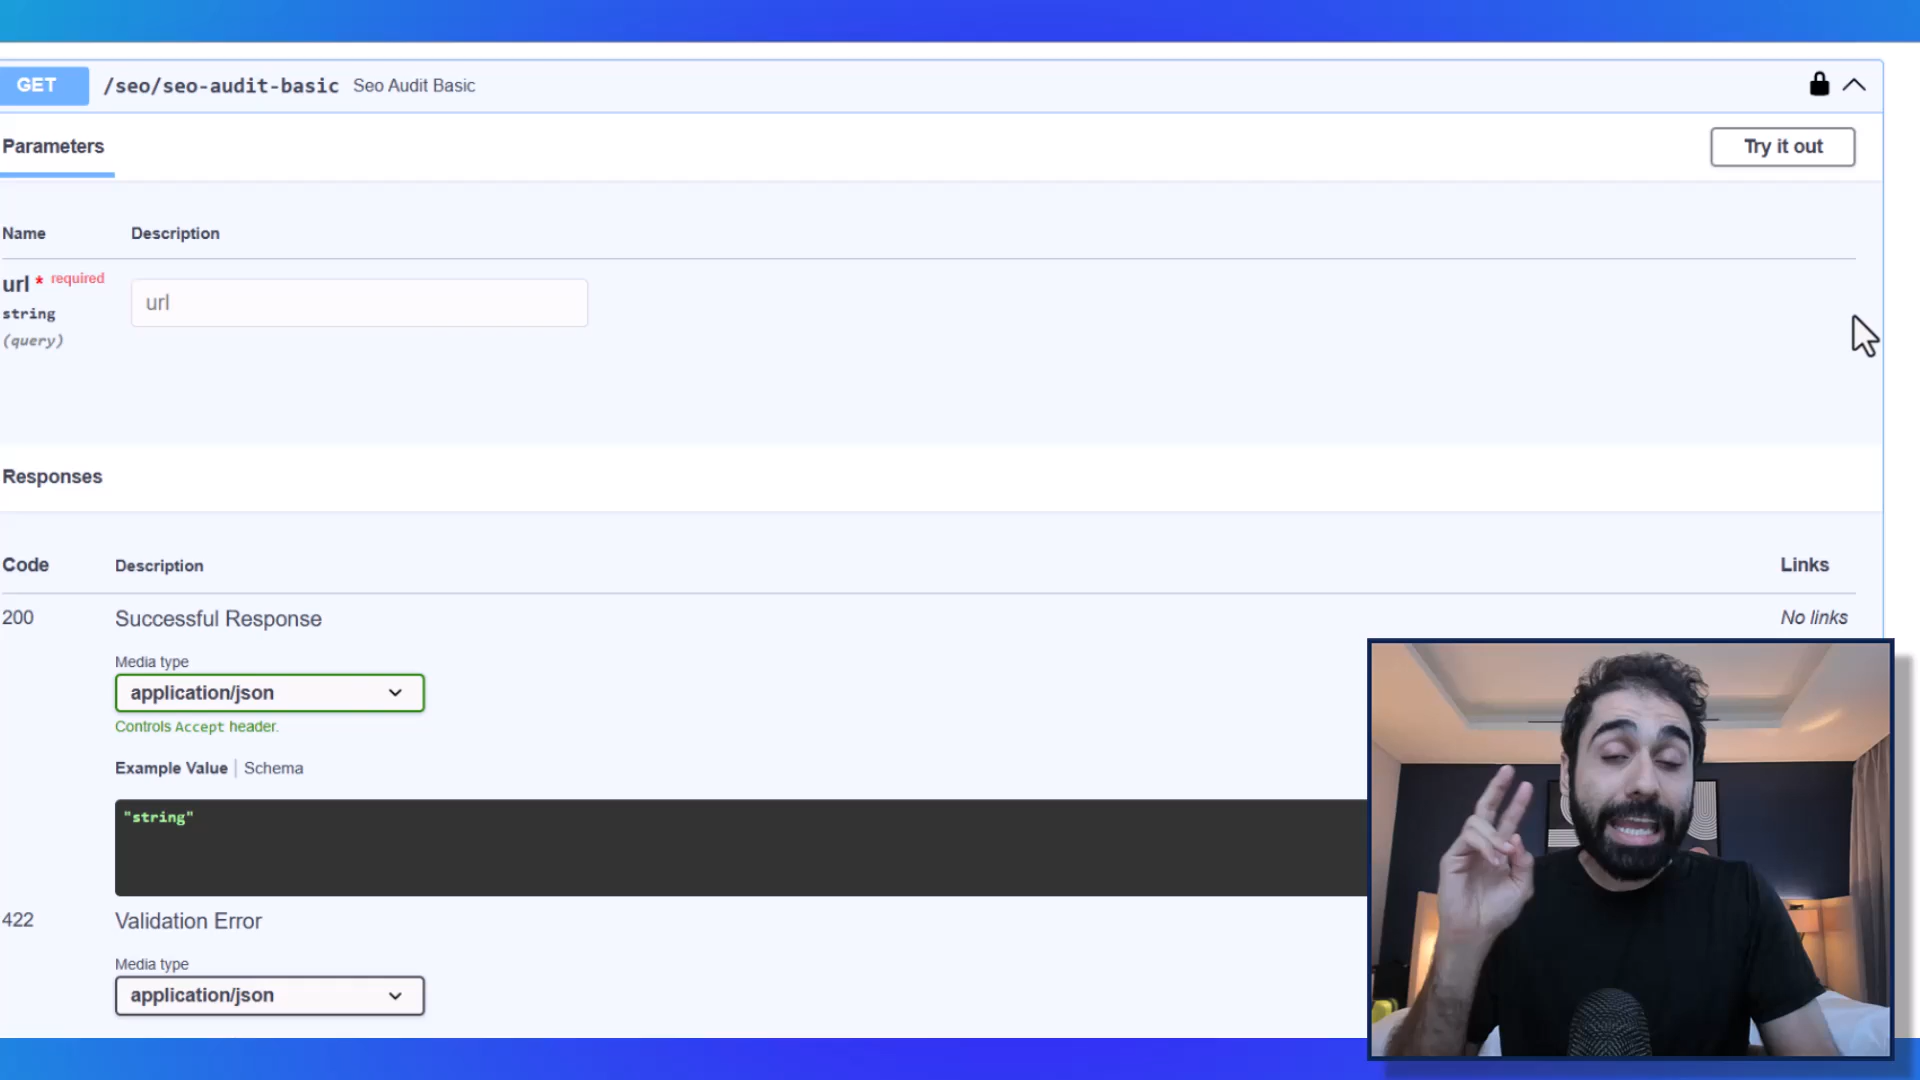 GET /seo/seo-audit-basic Seo Audit Basic
Parameters
Try it out
Name Description
url * required
url
string
(query)
Responses
Code Description Links
200 Successful Response No links
Media type
application/json
Controls Accept header.
Example Value | Schema
"string"
422 Validation Error
Media type
application/json